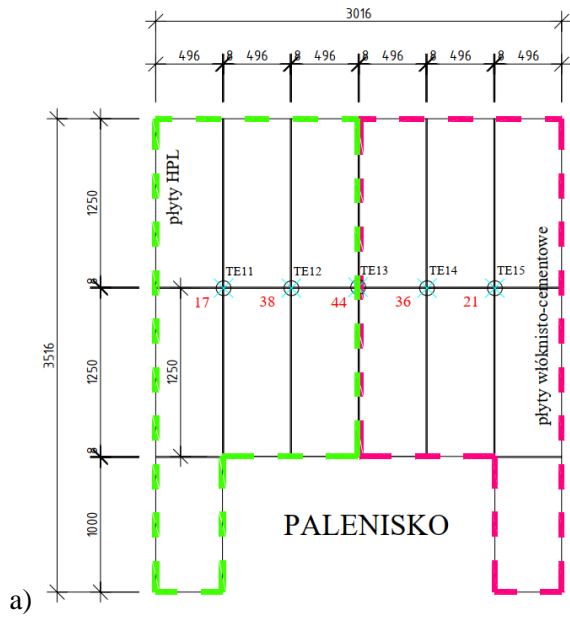 3016
496 8 496 8 496 8 496 8 496 8 496
płyty HPL
płyty włóknisto-cementowe
1250
8
1250
8
1000
3516
1250
TE11 TE12 TE13 TE14 TE15
17 38 44 36 21
PALENISKO
a)